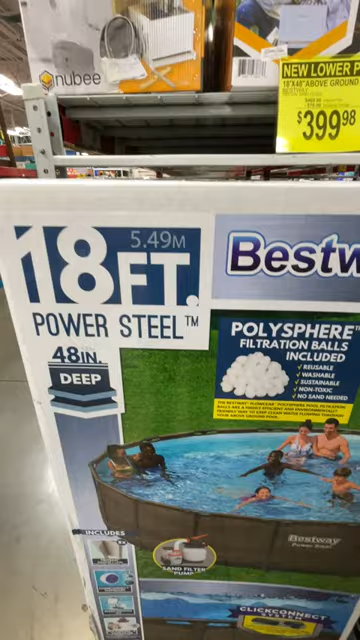 nubee
NEW LOWER P
18'X48" ABOVE GROUND
BESTWAY
$399.98
18FT.
5.49M
Bestw
POWER STEEL™
48IN.
DEEP
POLYSPHERE™
FILTRATION BALLS
INCLUDED
✓ REUSABLE
✓ WASHABLE
✓ SUSTAINABLE
✓ NON-TOXIC
✓ NO SAND NEEDED
Bestway
Power Steel
INCLUDES
SAND FILTER
PUMP
CLICKCONNECT